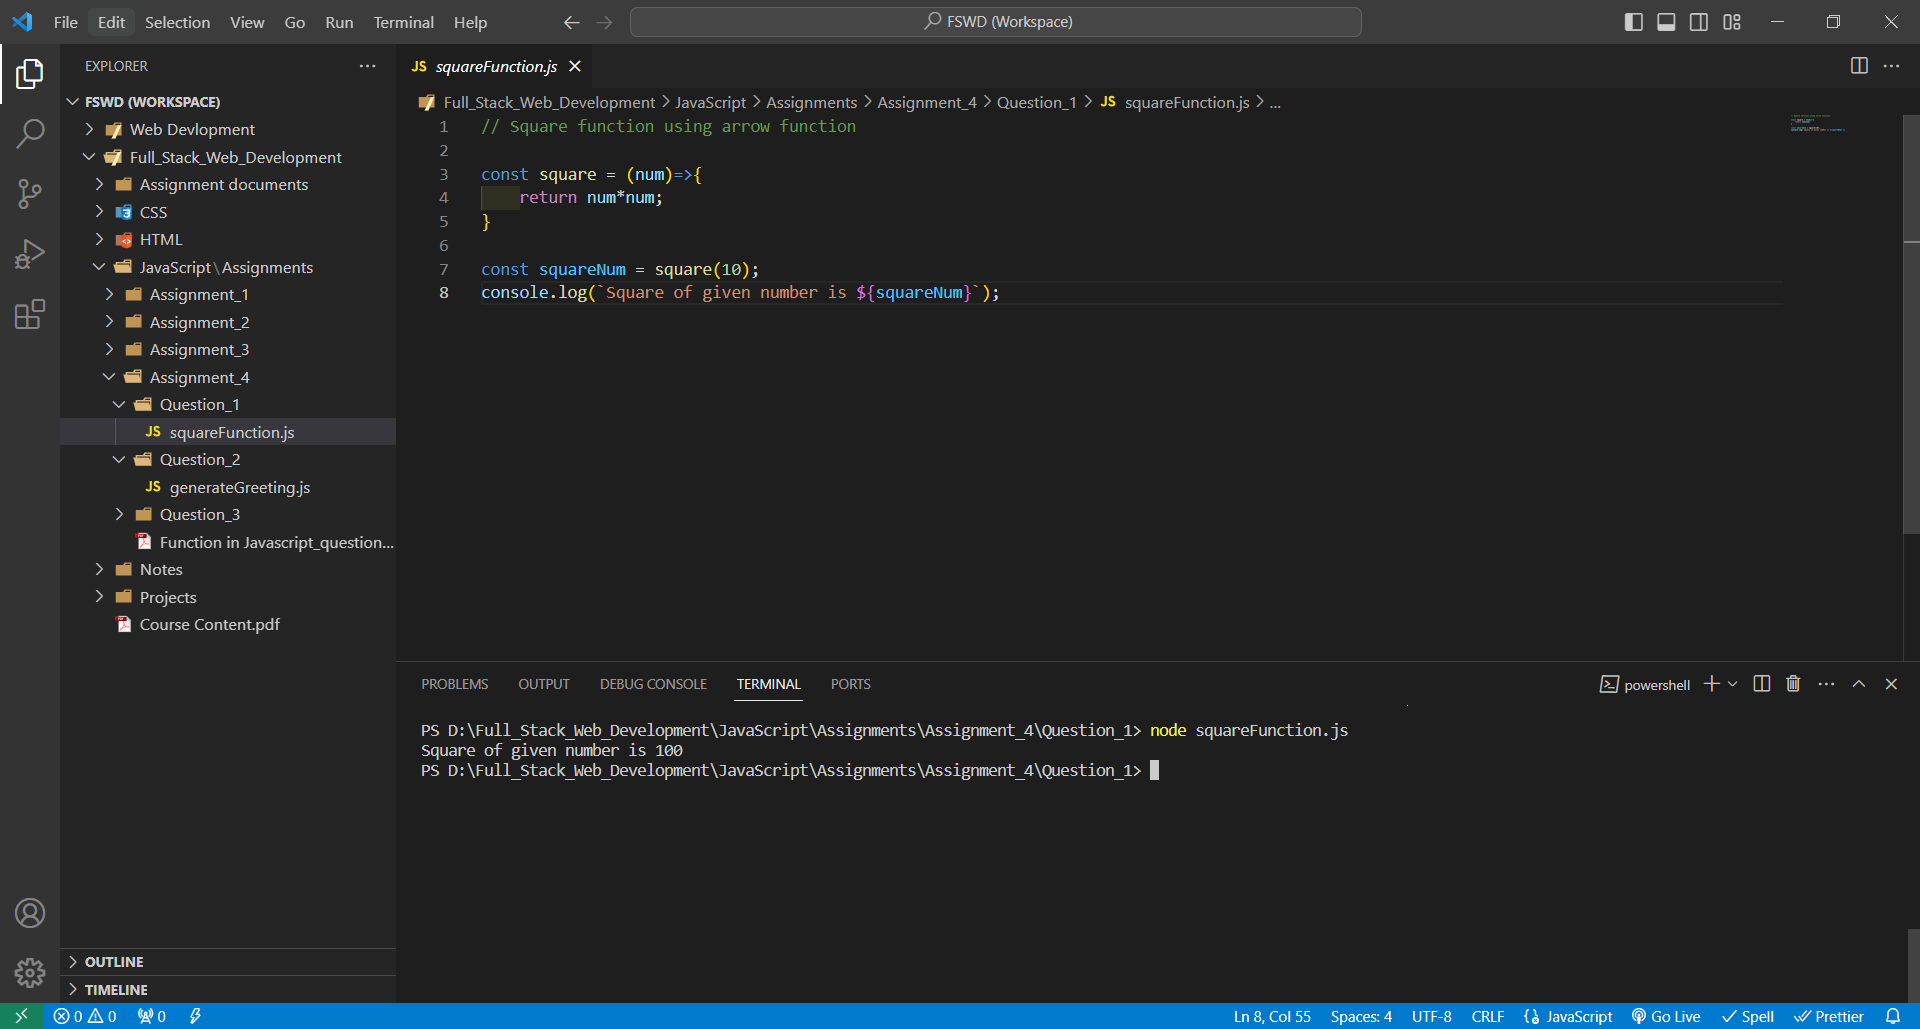 File Edit Selection View Go Run Terminal Help
FSWD (Workspace)
EXPLORER
FSWD (WORKSPACE)
Web Devlopment
Full_Stack_Web_Development
Assignment documents
CSS
HTML
JavaScript\Assignments
Assignment_1
Assignment_2
Assignment_3
Assignment_4
Question_1
JS squareFunction.js
Question_2
JS generateGreeting.js
Question_3
Function in Javascript_question...
Notes
Projects
Course Content.pdf
OUTLINE
TIMELINE
JS squareFunction.js
Full_Stack_Web_Development > JavaScript > Assignments > Assignment_4 > Question_1 > JS squareFunction.js > ...
1 // Square function using arrow function
2
3 const square = (num)=>{
4 return num*num;
5 }
6
7 const squareNum = square(10);
8 console.log(`Square of given number is ${squareNum}`);
PROBLEMS OUTPUT DEBUG CONSOLE TERMINAL PORTS
powershell
PS D:\Full_Stack_Web_Development\JavaScript\Assignments\Assignment_4\Question_1> node squareFunction.js
Square of given number is 100
PS D:\Full_Stack_Web_Development\JavaScript\Assignments\Assignment_4\Question_1>
0 0 0 Ln 8, Col 55 Spaces: 4 UTF-8 CRLF JavaScript Go Live Spell Prettier